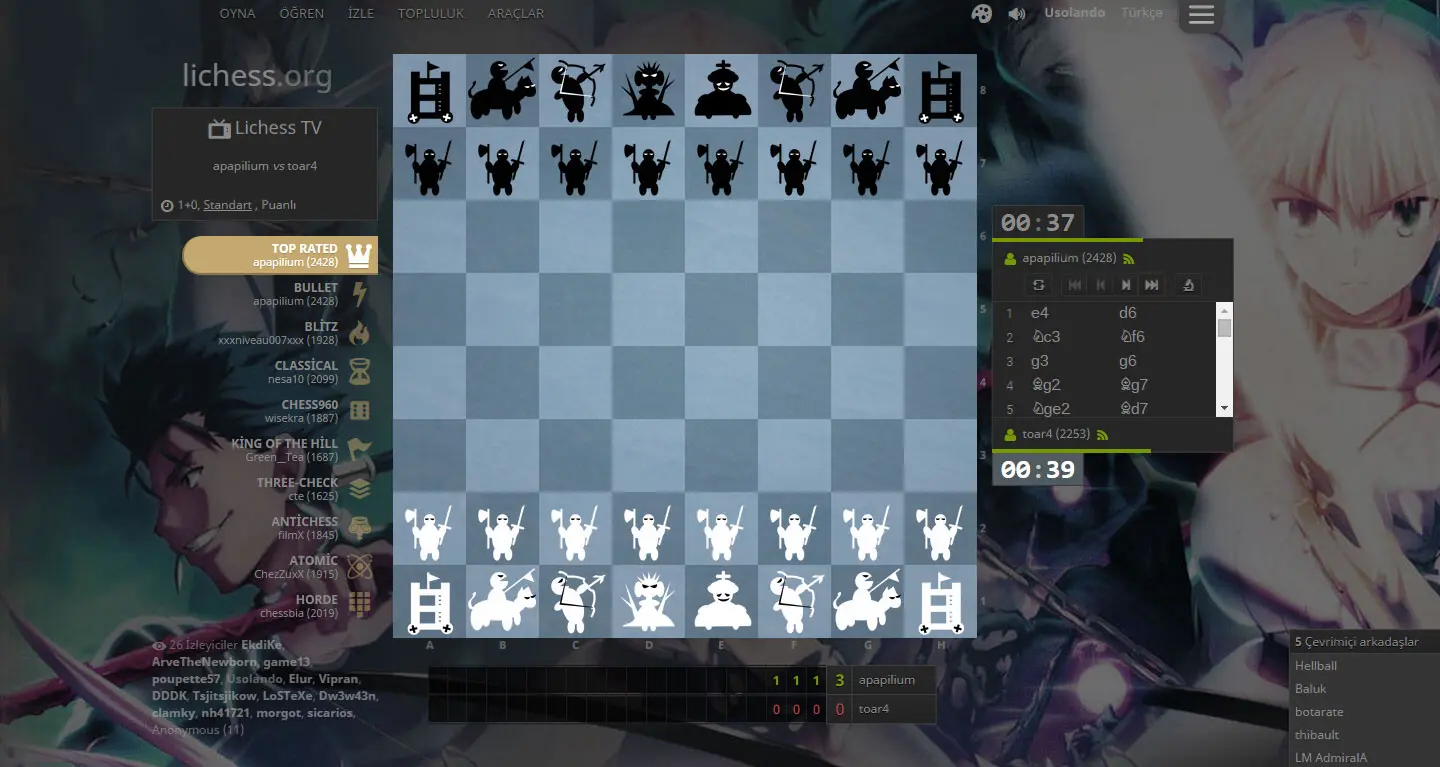 OYNA ÖĞREN İZLE TOPLULUK ARAÇLAR
Usolando Türkçe
lichess.org
Lichess TV
apapilium vs toar4
1+0, Standart , Puanlı
TOP RATED
apapilium (2428)
BULLET
apapilium (2428)
BLİTZ
xxxniveau007xxx (1928)
CLASSİCAL
nesa10 (2099)
CHESS960
wisekra (1887)
KİNG OF THE HİLL
Green__Tea (1687)
THREE-CHECK
cte (1625)
ANTİCHESS
filmX (1845)
ATOMİC
ChezZuxX (1915)
HORDE
chessbia (2019)
26 İzleyiciler EkdiKe,
ArveTheNewborn, game13,
poupette57, Usolando, Elur, Vipran,
DDDK, Tsjitsjikow, LoSTeXe, Dw3w43n,
clamky, nh41721, morgot, sicarios,
Anonymous (11)
8
7
6
5
4
3
2
1
A B C D E F G H
00:37
apapilium (2428)
1 e4 d6
2 ♘c3 ♘f6
3 g3 g6
4 ♗g2 ♗g7
5 ♘ge2 ♗d7
toar4 (2253)
00:39
1 1 1 3 apapilium
0 0 0 0 toar4
5 Çevrimiçi arkadaşlar
Hellball
Baluk
botarate
thibault
LM AdmiralA